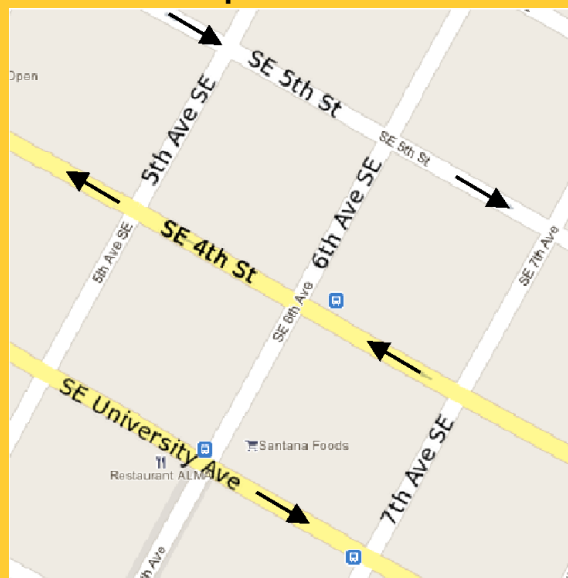 SE 5th St
Open
5th Ave SE
SE 5th St
6th Ave SE
5th Ave SE
SE 4th St
SE 7th Ave
SE 6th Ave
SE University Ave
Santana Foods
Restaurant ALMA
7th Ave SE
th Ave